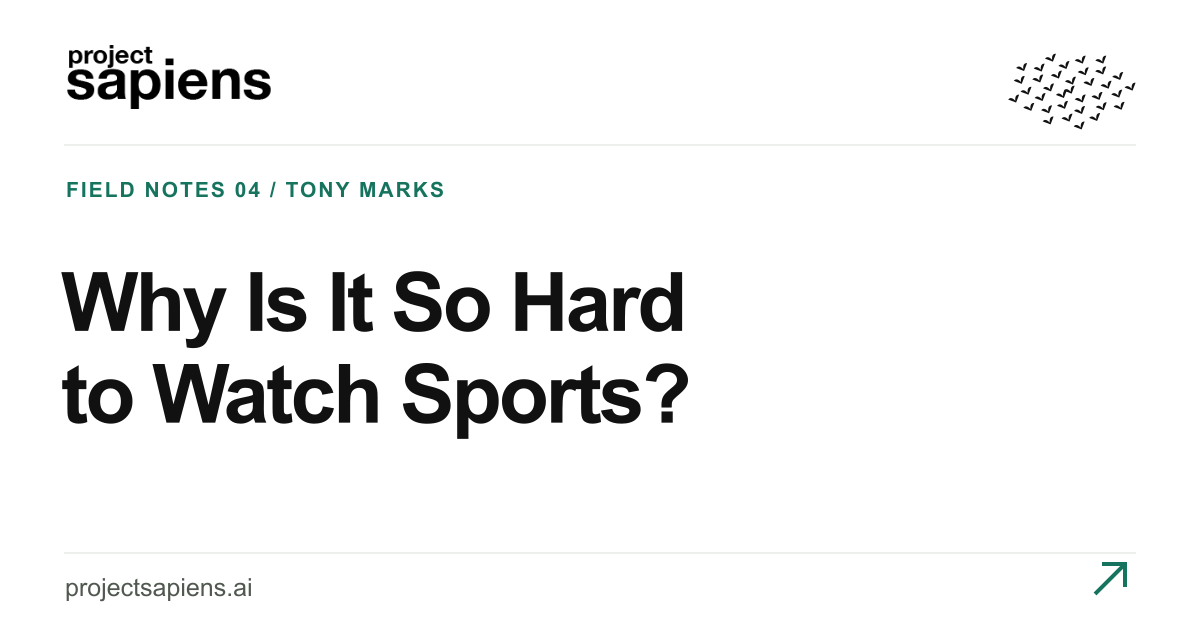 project
sapiens
FIELD NOTES 04 / TONY MARKS
Why Is It So Hard
to Watch Sports?
projectsapiens.ai